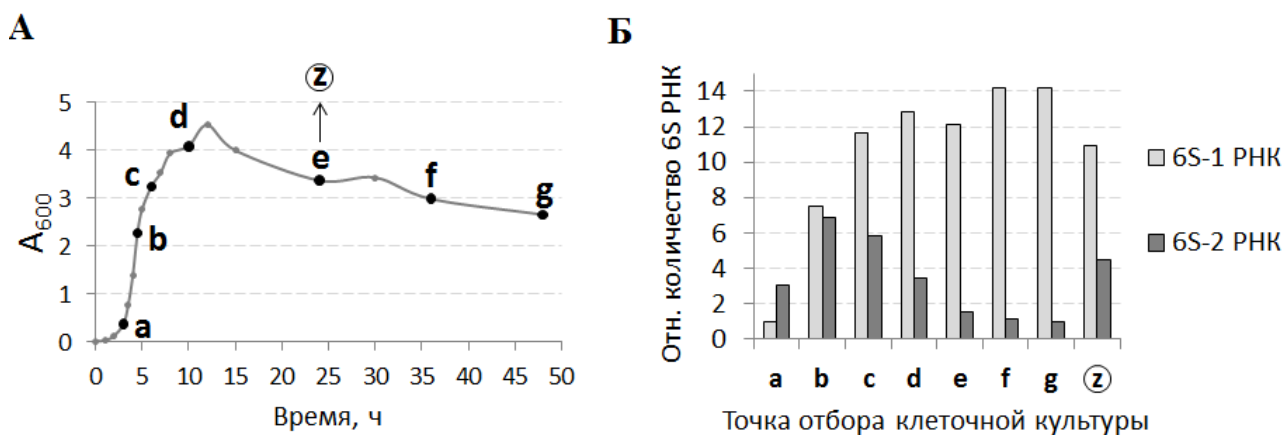 А
A600
5
4
3
2
1
0
0 5 10 15 20 25 30 35 40 45 50
Время, ч
a
b
c
d
e
f
g
z
Б
Отн. количество 6S РНК
14
12
10
8
6
4
2
0
a b c d e f g z
Точка отбора клеточной культуры
6S-1 РНК
6S-2 РНК